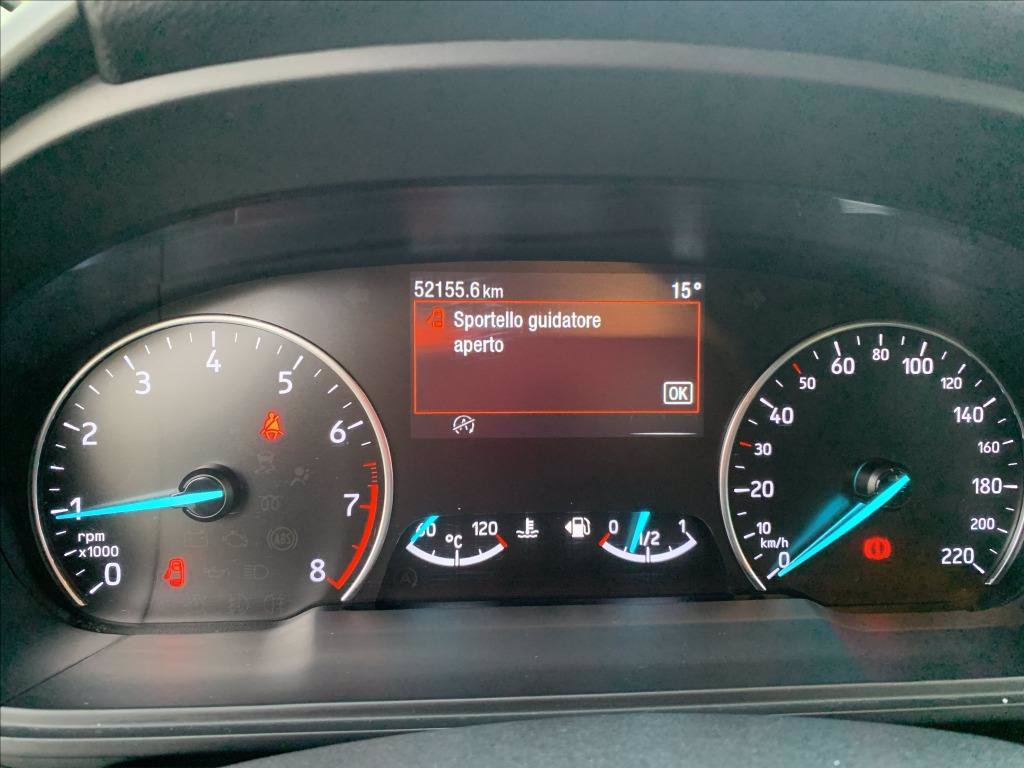 52155.6 km 15°
Sportello guidatore
aperto
OK
0 1 2 3 4 5 6 7 8
rpm
x1000
ABS
60 120
°C
0 1/2 1
0 10 20 30 40 50 60 80 100 120 140 160 180 200 220
km/h